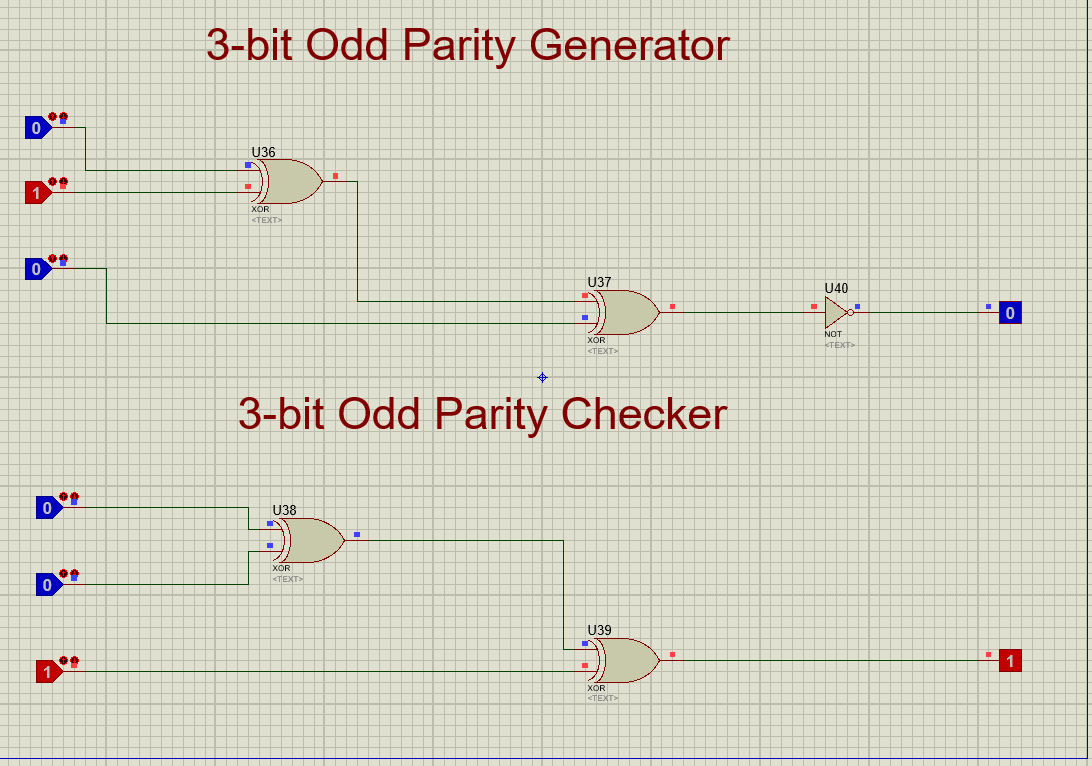 3-bit Odd Parity Generator
0
U36
1
XOR
<TEXT>
0
U37
U40
0
NOT
XOR
<TEXT>
<TEXT>
3-bit Odd Parity Checker
0
U38
XOR
<TEXT>
0
U39
1
1
XOR
<TEXT>